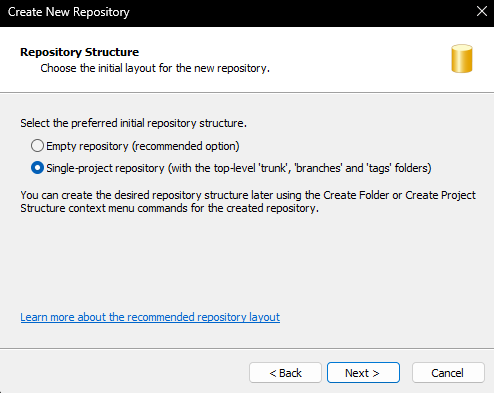 Create New Repository
Repository Structure
Choose the initial layout for the new repository.
Select the preferred initial repository structure.
Empty repository (recommended option)
Single-project repository (with the top-level 'trunk', 'branches' and 'tags' folders)
You can create the desired repository structure later using the Create Folder or Create Project
Structure context menu commands for the created repository.
Learn more about the recommended repository layout
< Back
Next >
Cancel